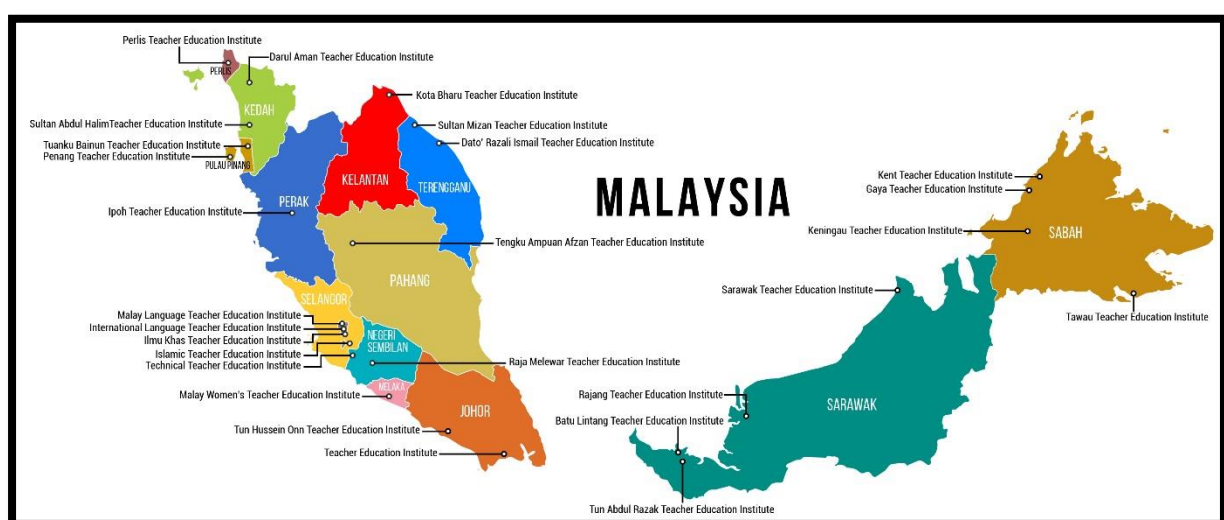 Perlis Teacher Education Institute
Darul Aman Teacher Education Institute
PERLIS
KEDAH
Kota Bharu Teacher Education Institute
Sultan Abdul HalimTeacher Education Institute
Sultan Mizan Teacher Education Institute
Tuanku Bainun Teacher Education Institute
Dato' Razali Ismail Teacher Education Institute
Penang Teacher Education Institute
PULAU PINANG
KELANTAN
TERENGGANU
MALAYSIA
PERAK
Ipoh Teacher Education Institute
Tengku Ampuan Afzan Teacher Education Institute
PAHANG
SELANGOR
Malay Language Teacher Education Institute
International Language Teacher Education Institute
Ilmu Khas Teacher Education Institute
Islamic Teacher Education Institute
Technical Teacher Education Institute
NEGERI
SEMBILAN
Raja Melewar Teacher Education Institute
MELAKA
Malay Women's Teacher Education Institute
JOHOR
Tun Hussein Onn Teacher Education Institute
Teacher Education Institute
Kent Teacher Education Institute
Gaya Teacher Education Institute
Keningau Teacher Education Institute
SABAH
Sarawak Teacher Education Institute
Tawau Teacher Education Institute
Rajang Teacher Education Institute
SARAWAK
Batu Lintang Teacher Education Institute
Tun Abdul Razak Teacher Education Institute